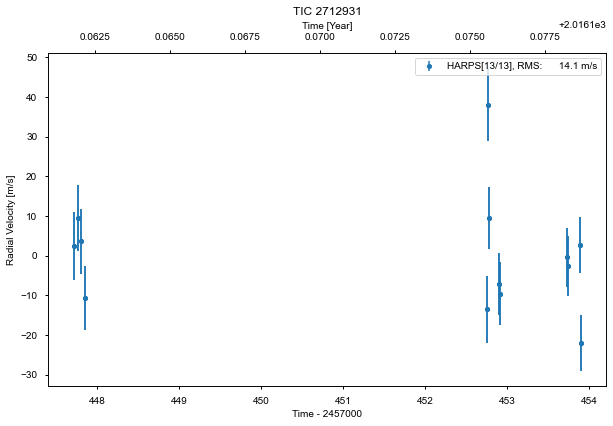 TIC 2712931
Time [Year]
+2.0161e3
0.0625 0.0650 0.0675 0.0700 0.0725 0.0750 0.0775
HARPS[13/13], RMS: 14.1 m/s
50
40
30
20
10
0
−10
−20
−30
Radial Velocity [m/s]
448 449 450 451 452 453 454
Time - 2457000